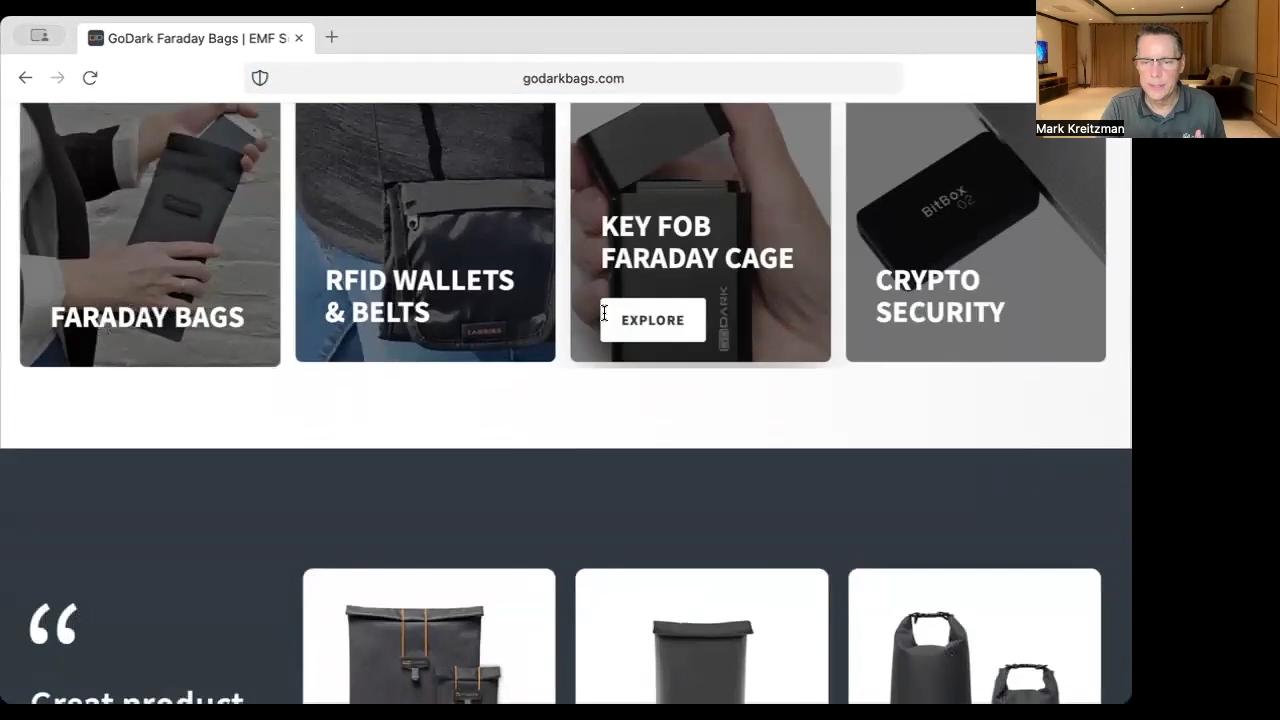 GoDark Faraday Bags | EMF S
godarkbags.com
Mark Kreitzman
FARADAY BAGS
RFID WALLETS
& BELTS
KEY FOB
FARADAY CAGE
EXPLORE
GODARK
BitBox
02
CRYPTO
SECURITY
“
Great product